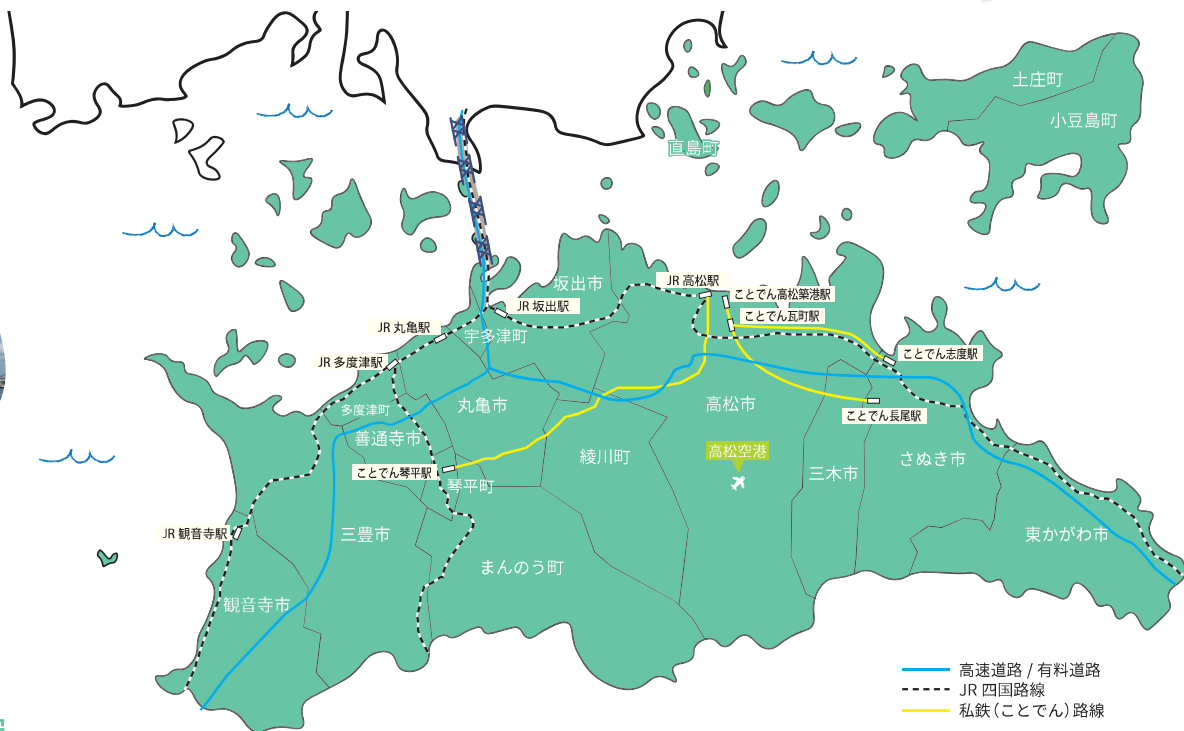 土庄町
小豆島町
直島町
坂出市
JR 高松駅
ことでん高松築港駅
JR 坂出駅
ことでん瓦町駅
JR 丸亀駅
宇多津町
ことでん志度駅
JR 多度津駅
多度津町
丸亀市
高松市
ことでん長尾駅
善通寺市
高松空港
綾川町
さぬき市
ことでん琴平駅
三木市
琴平町
JR 観音寺駅
三豊市
東かがわ市
まんのう町
観音寺市
高速道路 / 有料道路
JR 四国路線
私鉄（ことでん）路線